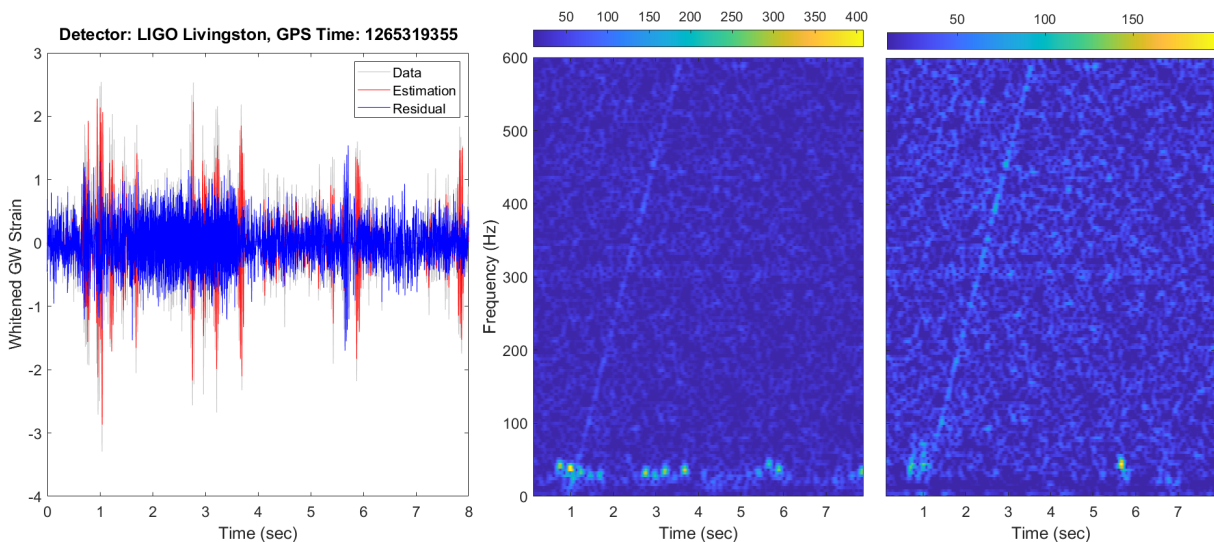 Detector: LIGO Livingston, GPS Time: 1265319355
Whitened GW Strain
3
2
1
0
-1
-2
-3
-4
Data
Estimation
Residual
0 1 2 3 4 5 6 7 8
Time (sec)
50 100 150 200 250 300 350 400
Frequency (Hz)
600
500
400
300
200
100
0
1 2 3 4 5 6 7
Time (sec)
50 100 150
1 2 3 4 5 6 7
Time (sec)